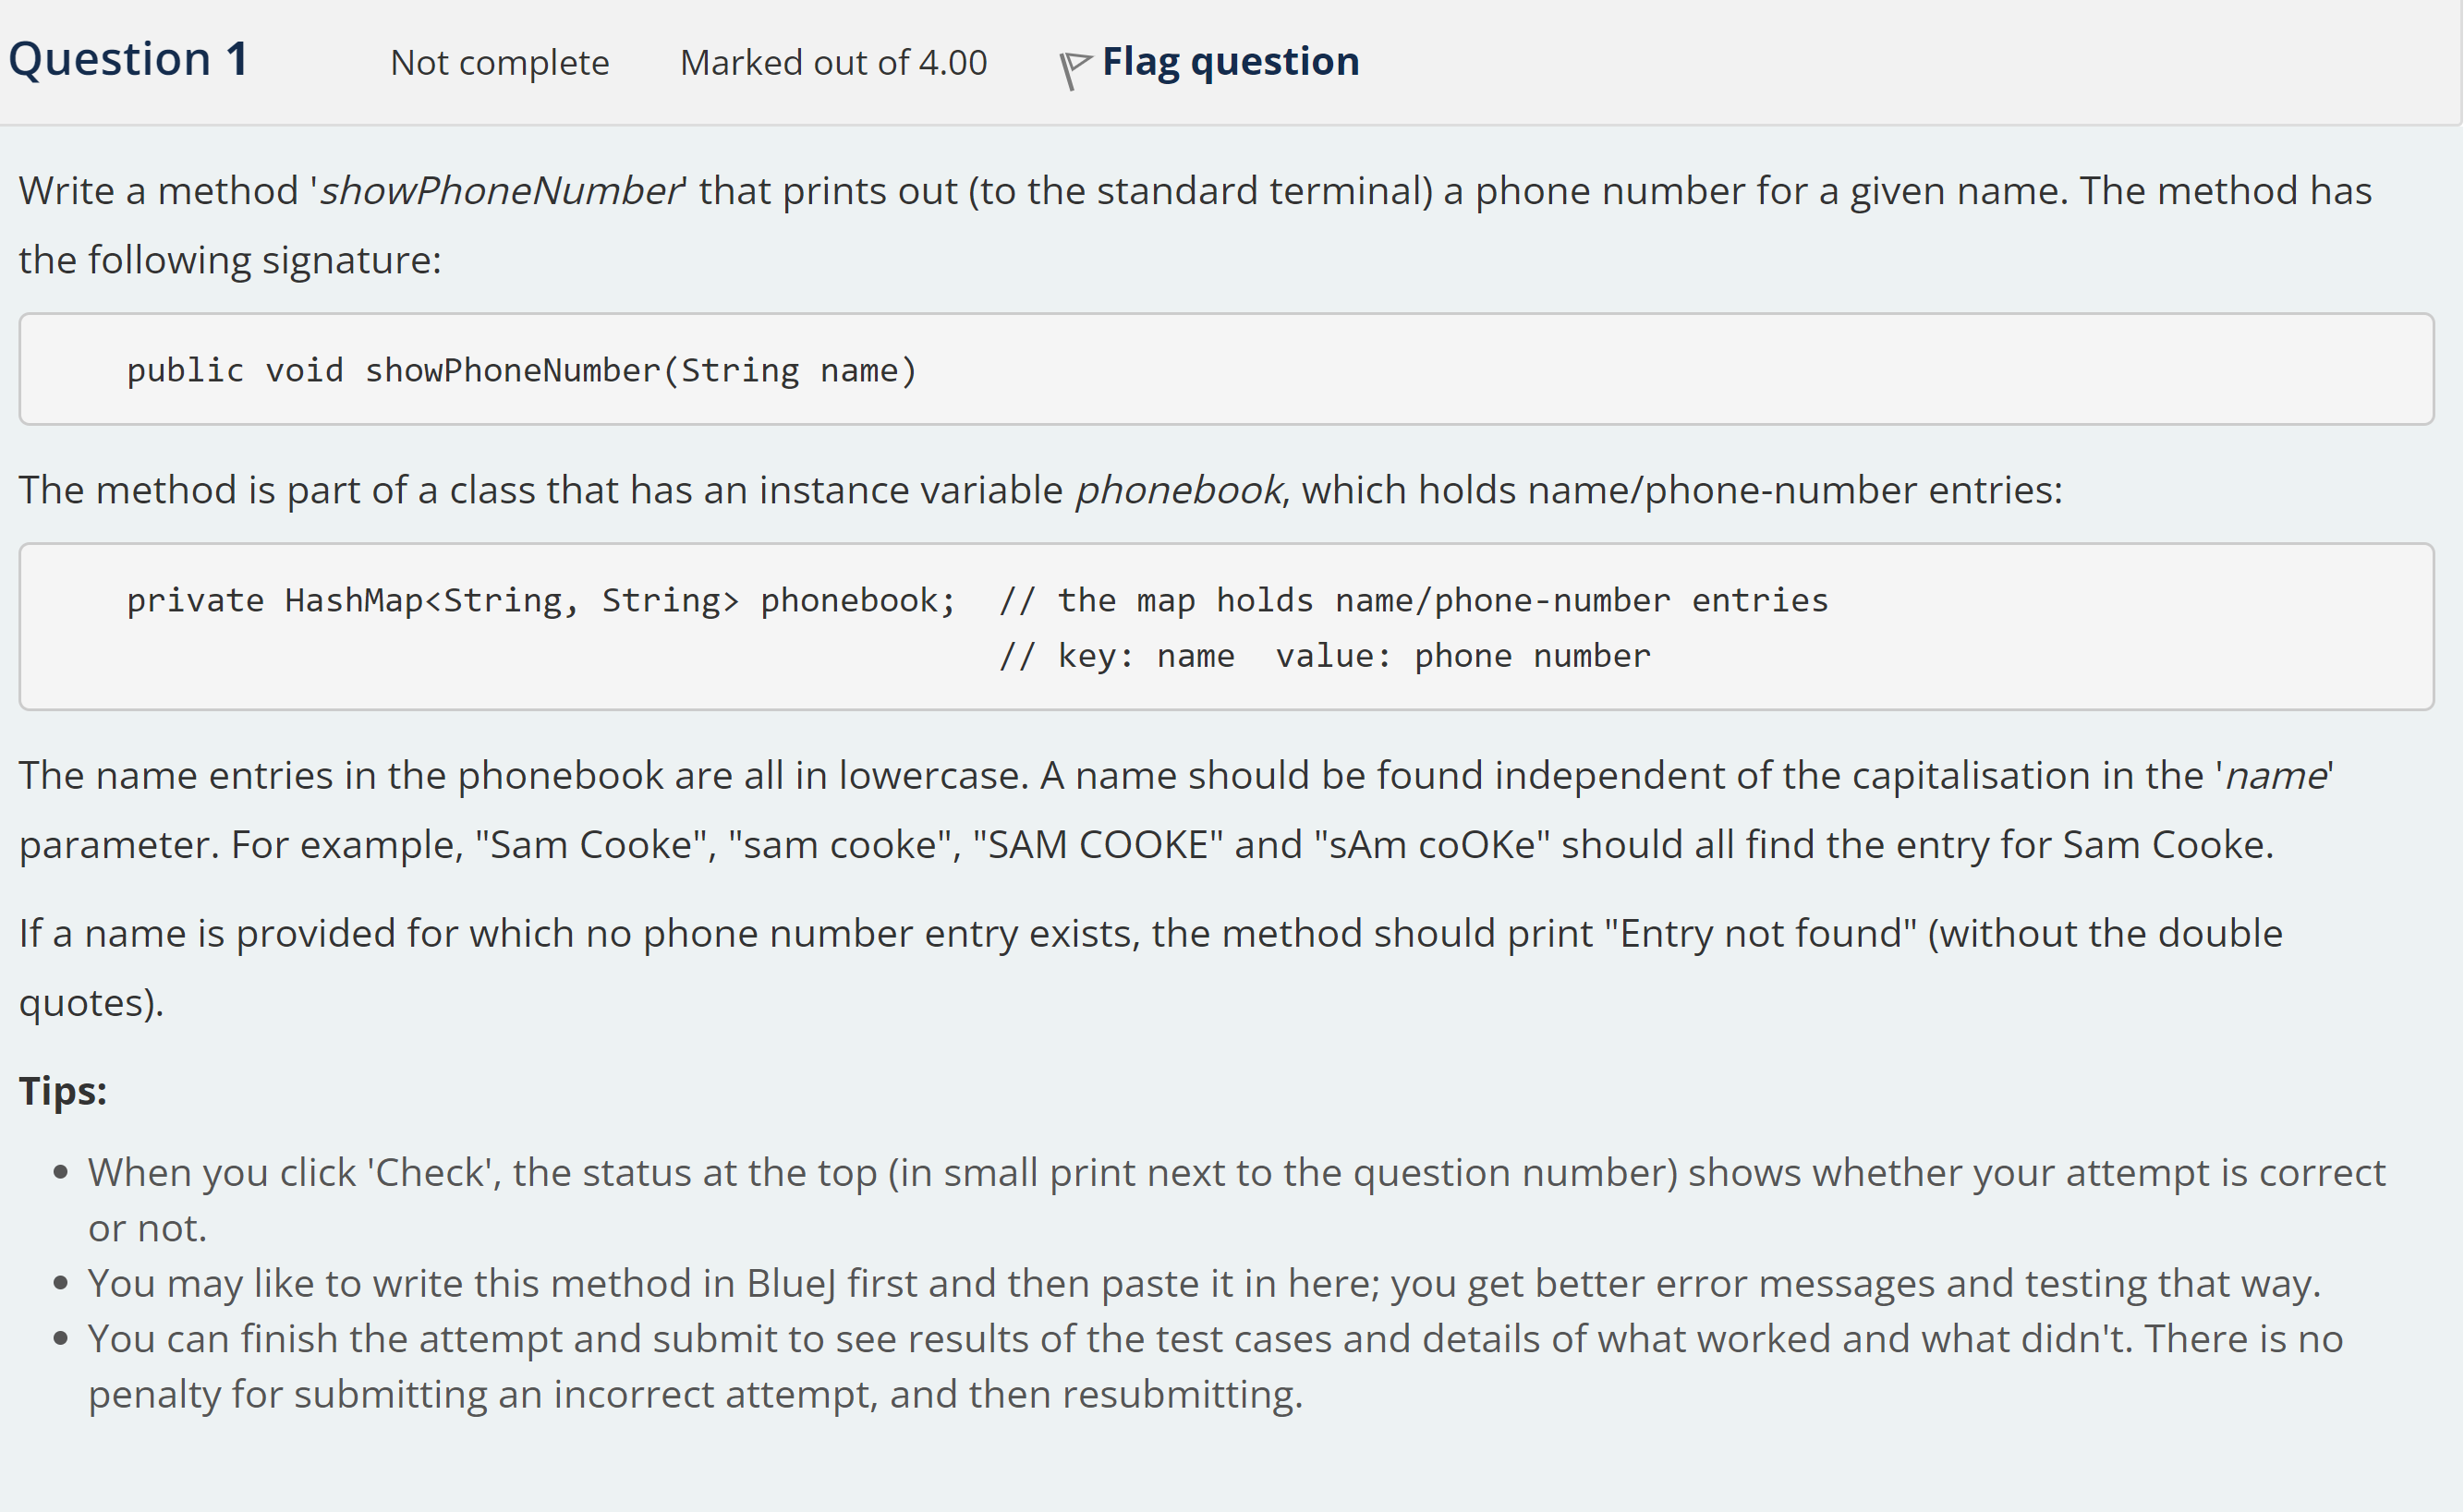 Question 1 Not complete Marked out of 4.00 Flag question
Write a method 'showPhoneNumber' that prints out (to the standard terminal) a phone number for a given name. The method has
the following signature:
public void showPhoneNumber(String name)
The method is part of a class that has an instance variable phonebook, which holds name/phone-number entries:
private HashMap<String, String> phonebook;  // the map holds name/phone-number entries
// key: name  value: phone number
The name entries in the phonebook are all in lowercase. A name should be found independent of the capitalisation in the 'name'
parameter. For example, "Sam Cooke", "sam cooke", "SAM COOKE" and "sAm coOKe" should all find the entry for Sam Cooke.
If a name is provided for which no phone number entry exists, the method should print "Entry not found" (without the double
quotes).
Tips:
• When you click 'Check', the status at the top (in small print next to the question number) shows whether your attempt is correct
or not.
• You may like to write this method in BlueJ first and then paste it in here; you get better error messages and testing that way.
• You can finish the attempt and submit to see results of the test cases and details of what worked and what didn't. There is no
penalty for submitting an incorrect attempt, and then resubmitting.